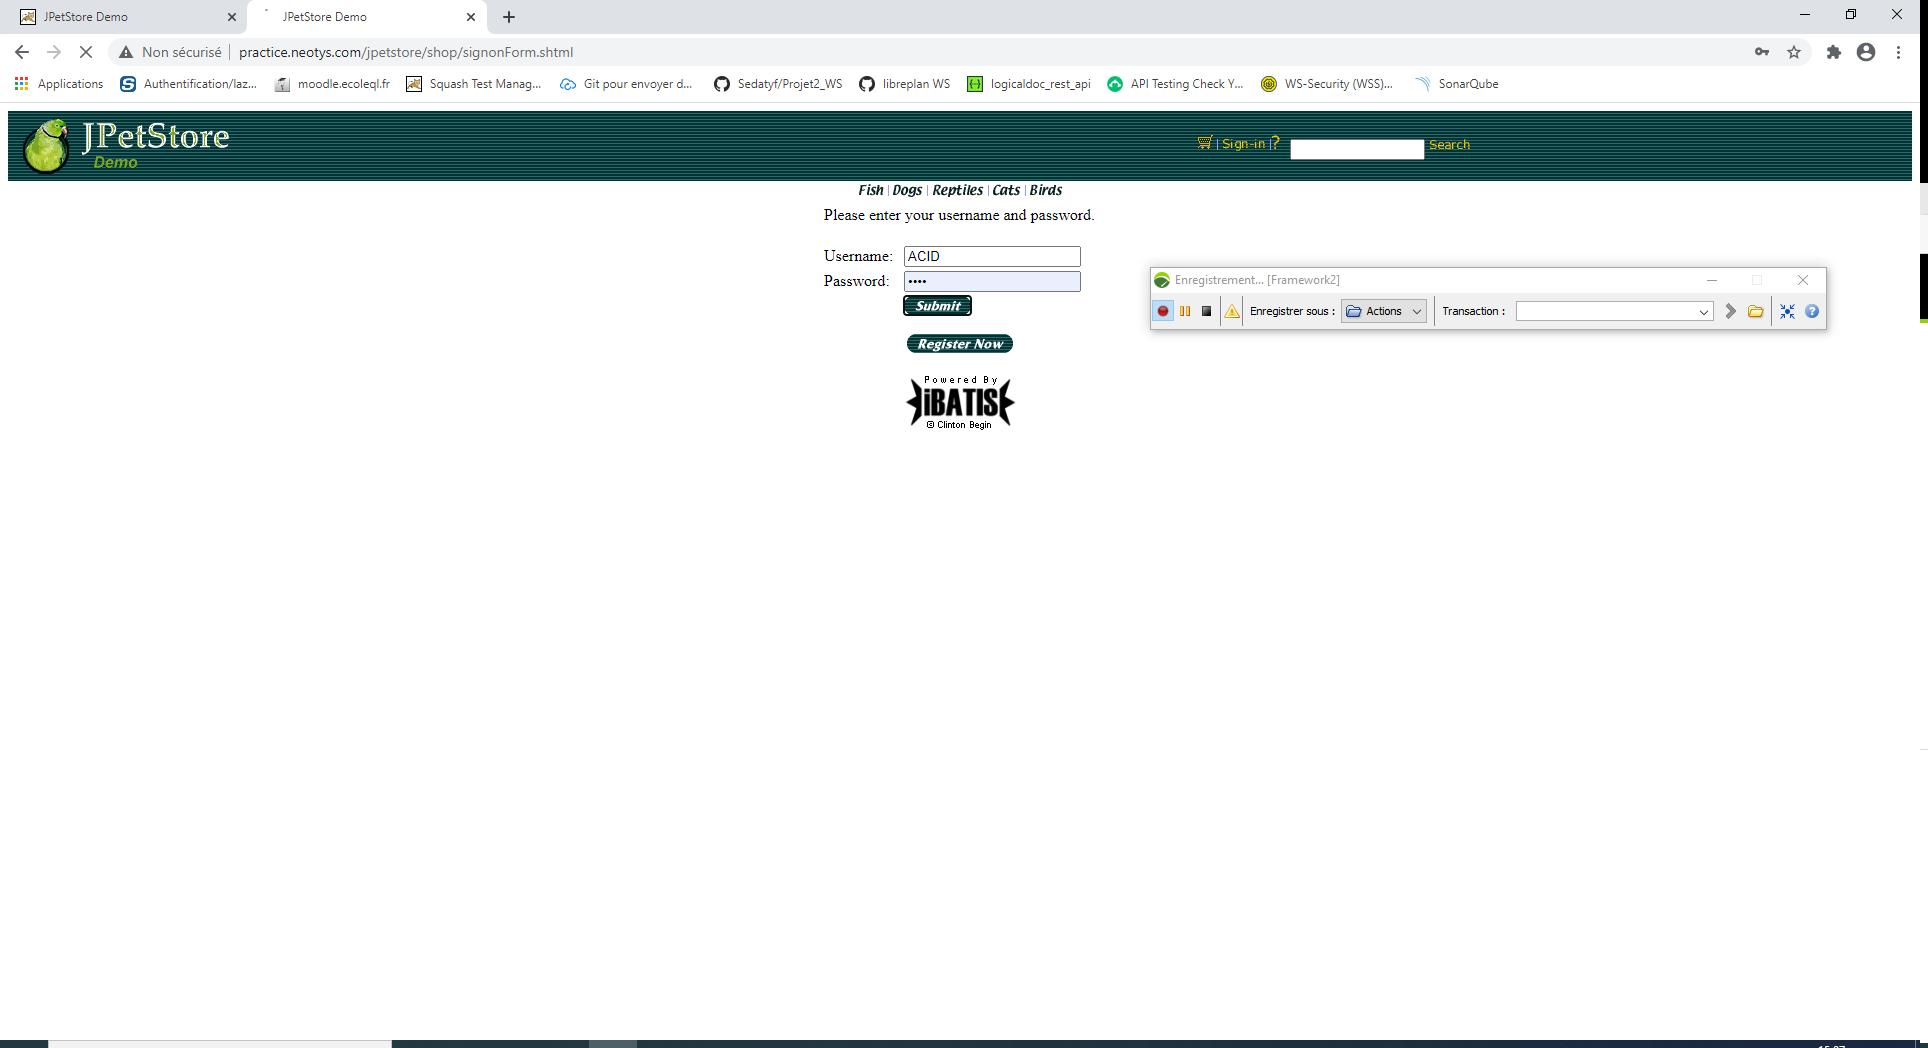 JPetStore Demo
JPetStore Demo
Non sécurisé
practice.neotys.com/jpetstore/shop/signonForm.shtml
Applications
Authentification/laz...
moodle.ecoleql.fr
Squash Test Manag...
Git pour envoyer d...
Sedatyf/Projet2_WS
libreplan WS
logicaldoc_rest_api
API Testing Check Y...
WS-Security (WSS)...
SonarQube
JPetStore
Demo
| Sign-in | ?
Search
Fish | Dogs | Reptiles | Cats | Birds
Please enter your username and password.
Username: ACID
Password: ••••
Submit
Register Now
Powered By
iBATIS
© Clinton Begin
Enregistrement... [Framework2]
Enregistrer sous : Actions
Transaction :